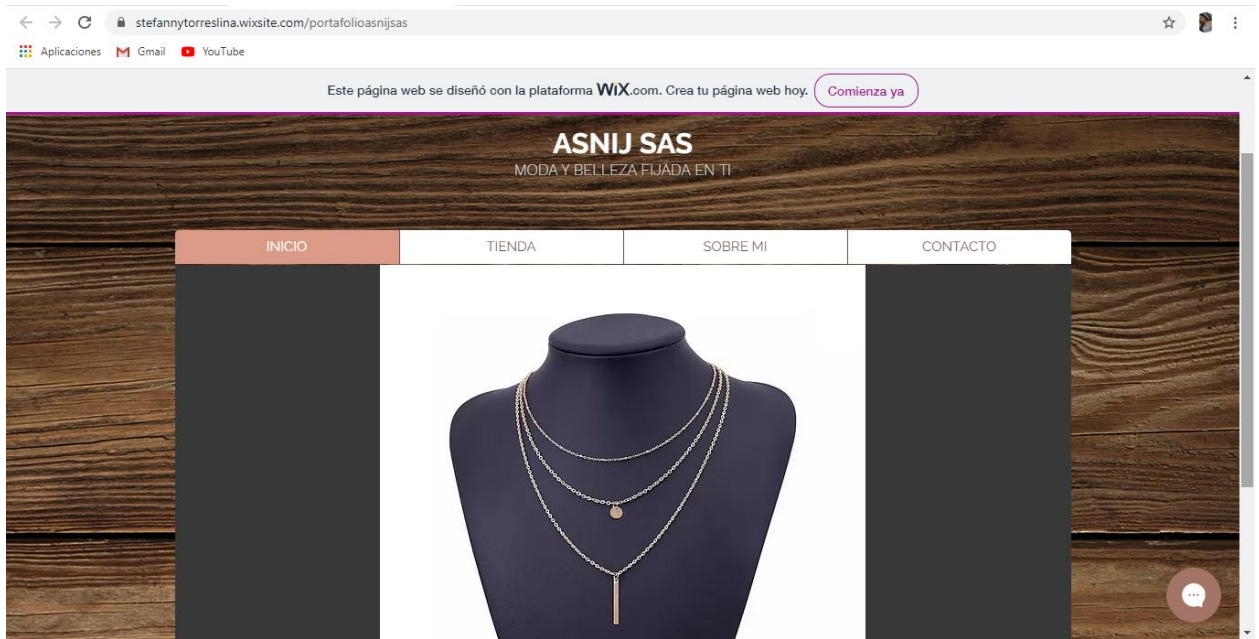 stefannytorreslina.wixsite.com/portafolioasnijsas
Aplicaciones Gmail YouTube
Este página web se diseñó con la plataforma WiX.com. Crea tu página web hoy. Comienza ya
ASNIJ SAS
MODA Y BELLEZA FIJADA EN TI
INICIO TIENDA SOBRE MI CONTACTO